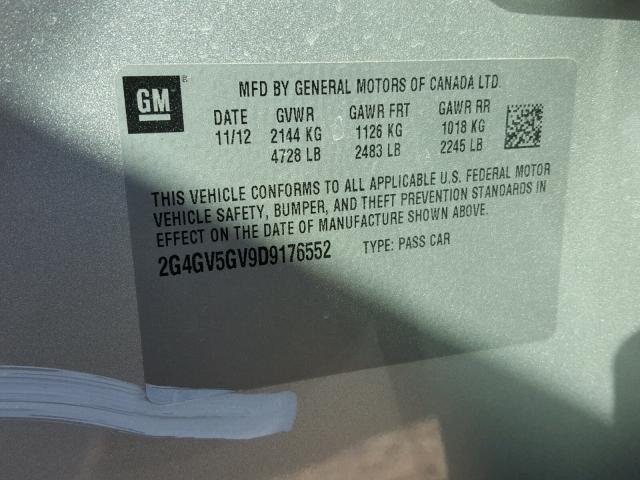 GM
MFD BY GENERAL MOTORS OF CANADA LTD.
DATE GVWR GAWR FRT GAWR RR
11/12 2144 KG 1126 KG 1018 KG
4728 LB 2483 LB 2245 LB
THIS VEHICLE CONFORMS TO ALL APPLICABLE U.S. FEDERAL MOTOR
VEHICLE SAFETY, BUMPER, AND THEFT PREVENTION STANDARDS IN
EFFECT ON THE DATE OF MANUFACTURE SHOWN ABOVE.
2G4GV5GV9D9176552 TYPE: PASS CAR